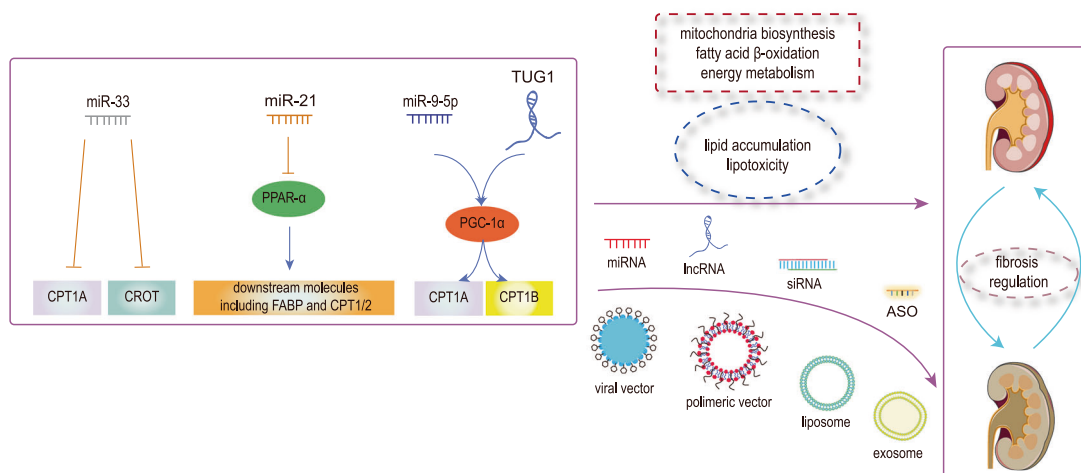 miR-33
miR-21
miR-9-5p
TUG1
PPAR-α
PGC-1α
CPT1A
CROT
downstream molecules
including FABP and CPT1/2
CPT1A
CPT1B
mitochondria biosynthesis
fatty acid β-oxidation
energy metabolism
lipid accumulation
lipotoxicity
miRNA
lncRNA
siRNA
ASO
viral vector
polimeric vector
liposome
exosome
fibrosis
regulation